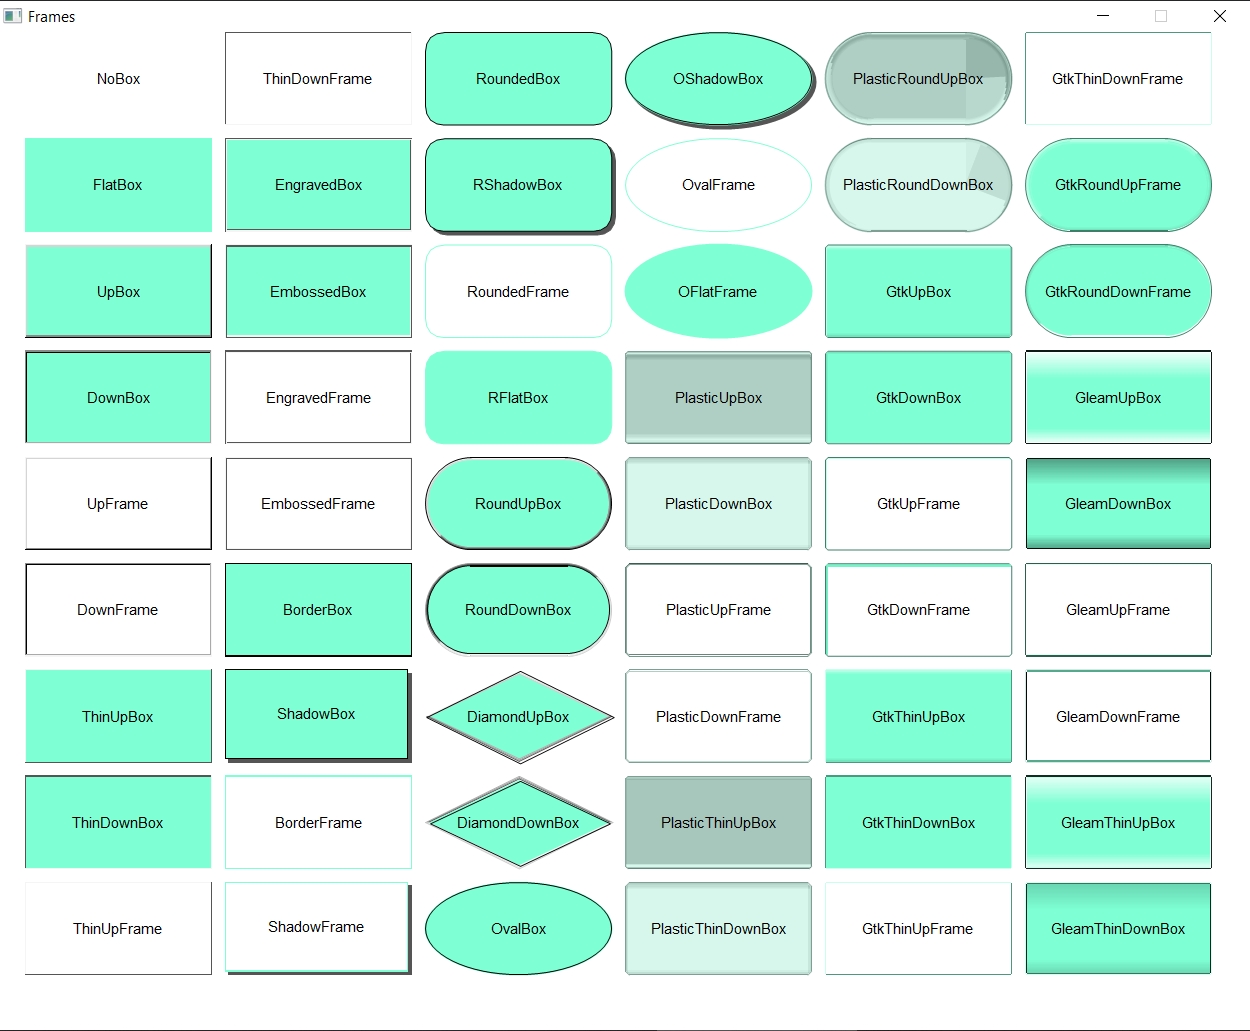 Frames
NoBox
ThinDownFrame
RoundedBox
OShadowBox
PlasticRoundUpBox
GtkThinDownFrame
FlatBox
EngravedBox
RShadowBox
OvalFrame
PlasticRoundDownBox
GtkRoundUpFrame
UpBox
EmbossedBox
RoundedFrame
OFlatFrame
GtkUpBox
GtkRoundDownFrame
DownBox
EngravedFrame
RFlatBox
PlasticUpBox
GtkDownBox
GleamUpBox
UpFrame
EmbossedFrame
RoundUpBox
PlasticDownBox
GtkUpFrame
GleamDownBox
DownFrame
BorderBox
RoundDownBox
PlasticUpFrame
GtkDownFrame
GleamUpFrame
ThinUpBox
ShadowBox
DiamondUpBox
PlasticDownFrame
GtkThinUpBox
GleamDownFrame
ThinDownBox
BorderFrame
DiamondDownBox
PlasticThinUpBox
GtkThinDownBox
GleamThinUpBox
ThinUpFrame
ShadowFrame
OvalBox
PlasticThinDownBox
GtkThinUpFrame
GleamThinDownBox